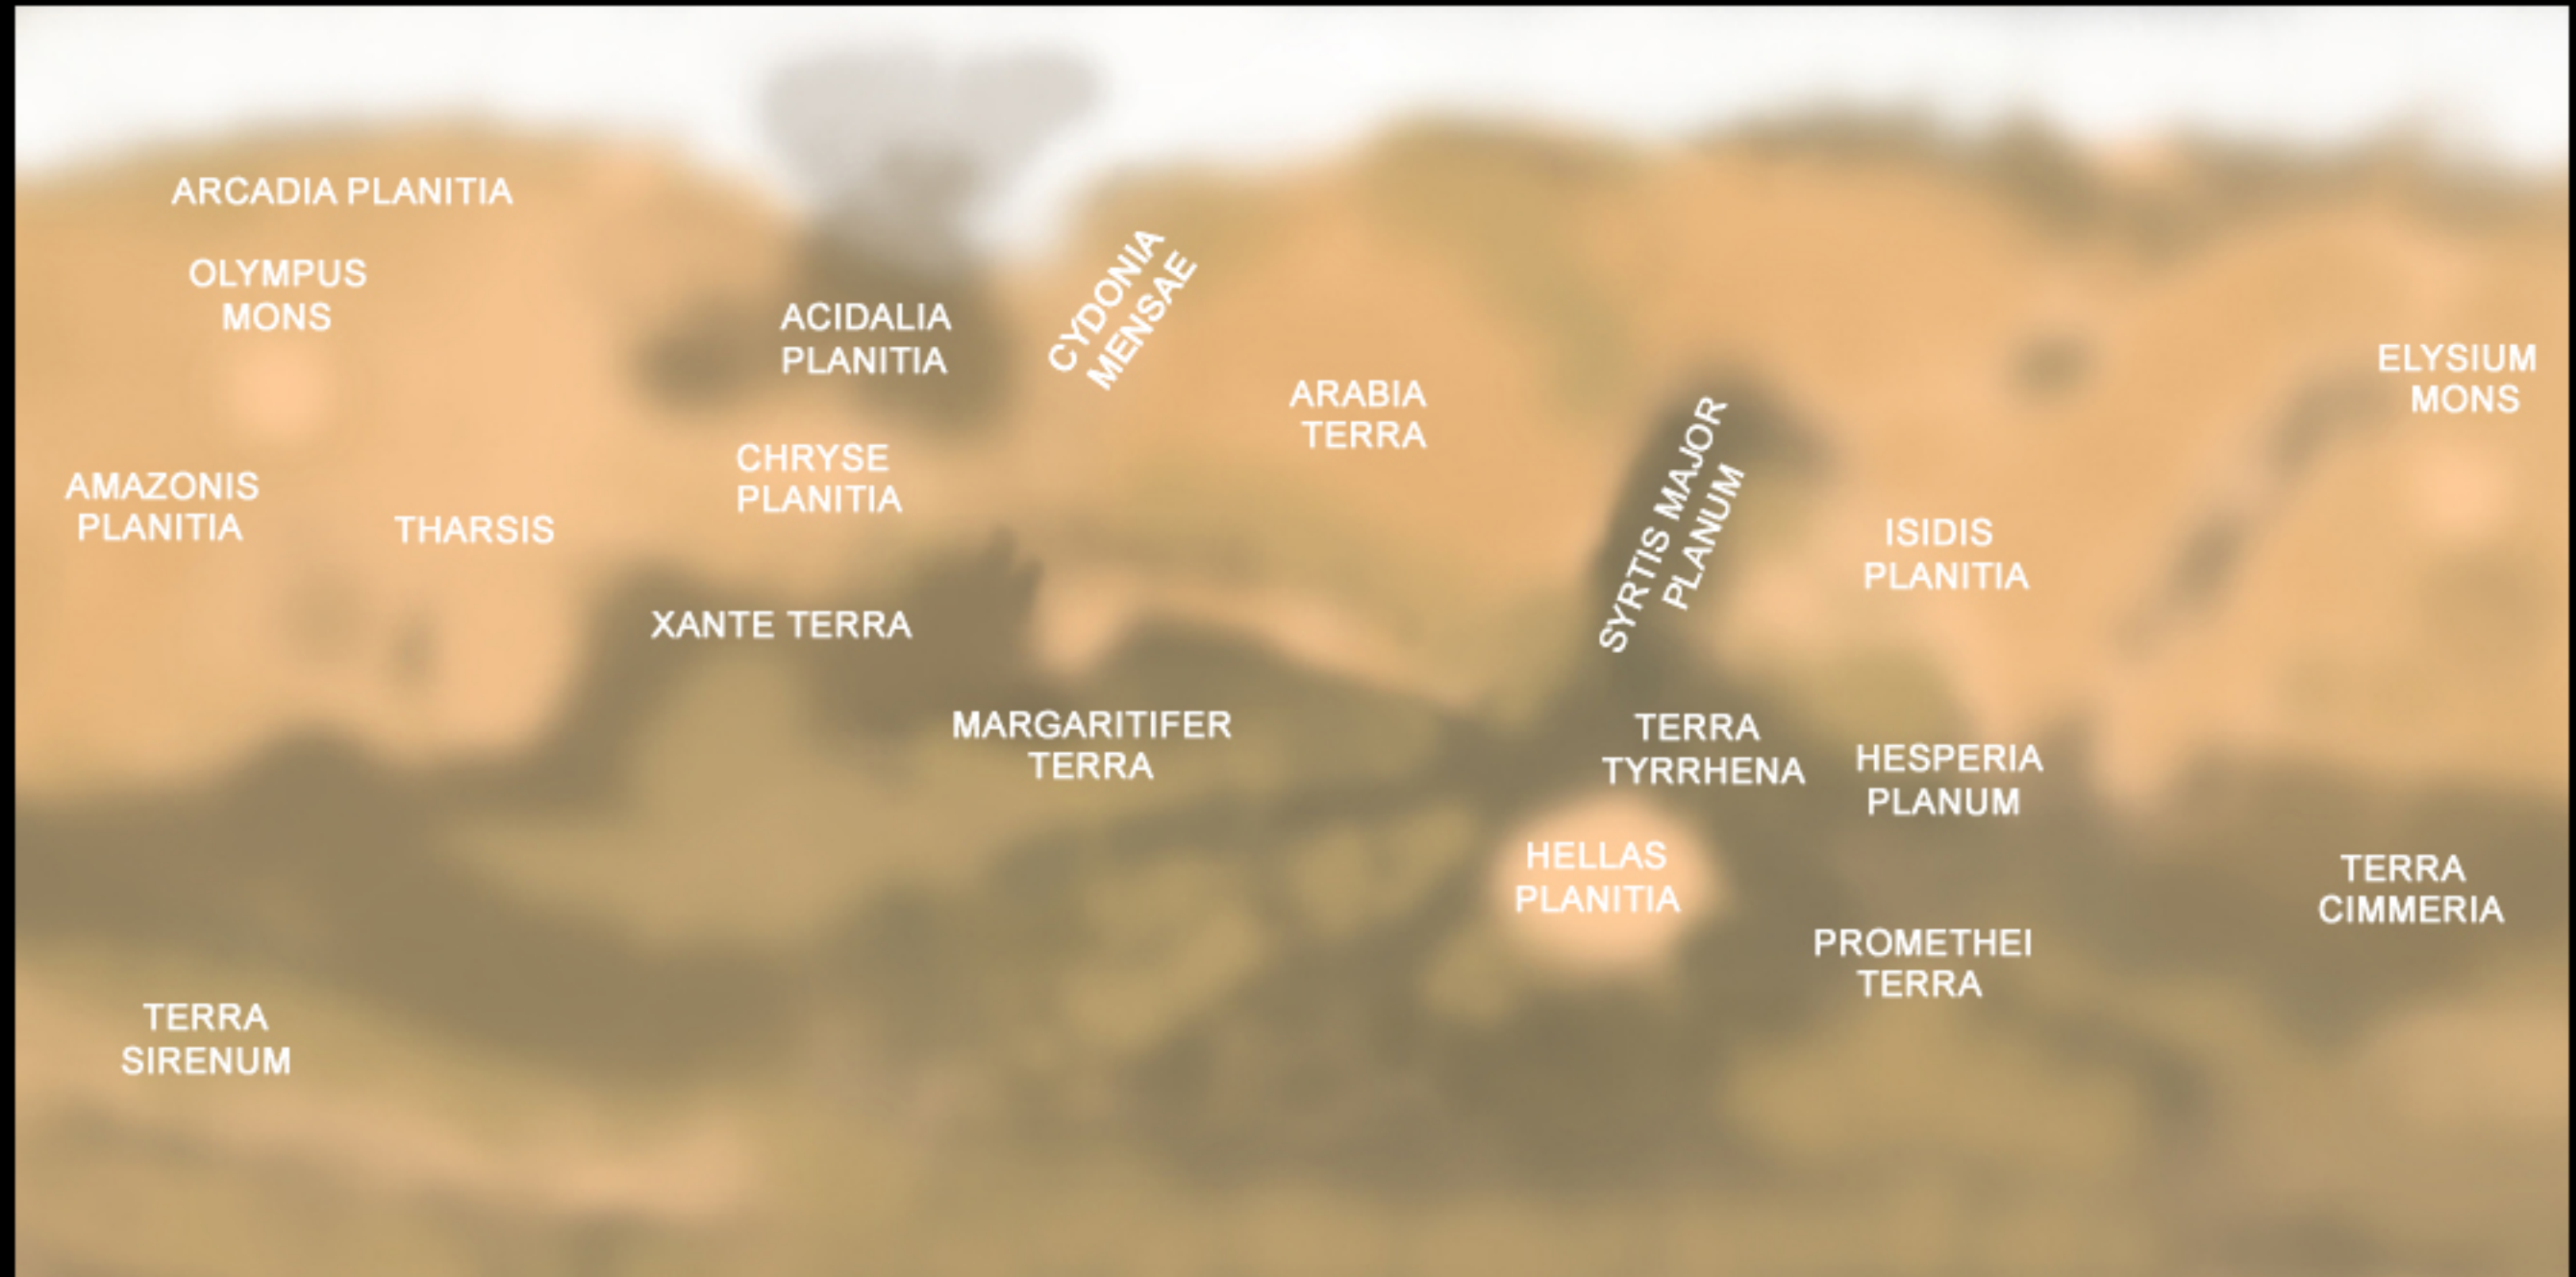 ARCADIA PLANITIA
OLYMPUS
MONS
ACIDALIA
PLANITIA
CYDONIA
MENSAE
ARABIA
TERRA
ELYSIUM
MONS
AMAZONIS
PLANITIA
THARSIS
CHRYSE
PLANITIA
SYRTIS MAJOR
PLANUM
ISIDIS
PLANITIA
XANTE TERRA
MARGARITIFER
TERRA
TERRA
TYRRHENA
HESPERIA
PLANUM
HELLAS
PLANITIA
TERRA
CIMMERIA
PROMETHEI
TERRA
TERRA
SIRENUM